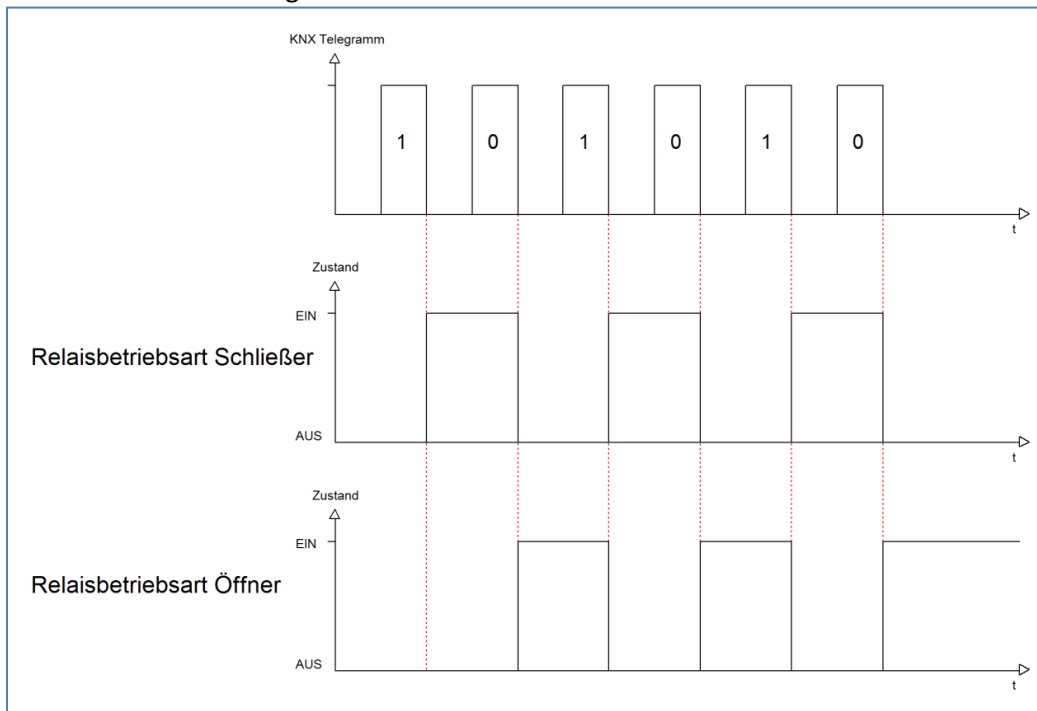 KNX Telegramm
1 0 1 0 1 0
t
Zustand
EIN
Relaisbetriebsart Schließer
AUS
t
Zustand
EIN
Relaisbetriebsart Öffner
AUS
t